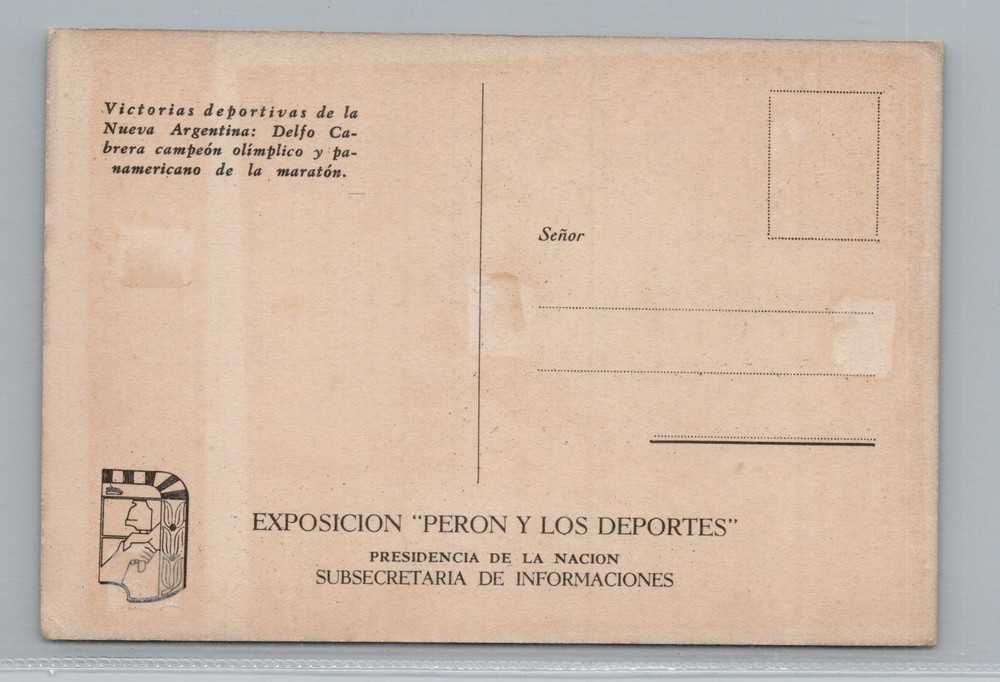 Victorias deportivas de la
Nueva Argentina: Delfo Ca-
brera campeón olímplico y pa-
namericano de la maratón.
Señor
EXPOSICION "PERON Y LOS DEPORTES"
PRESIDENCIA DE LA NACION
SUBSECRETARIA DE INFORMACIONES